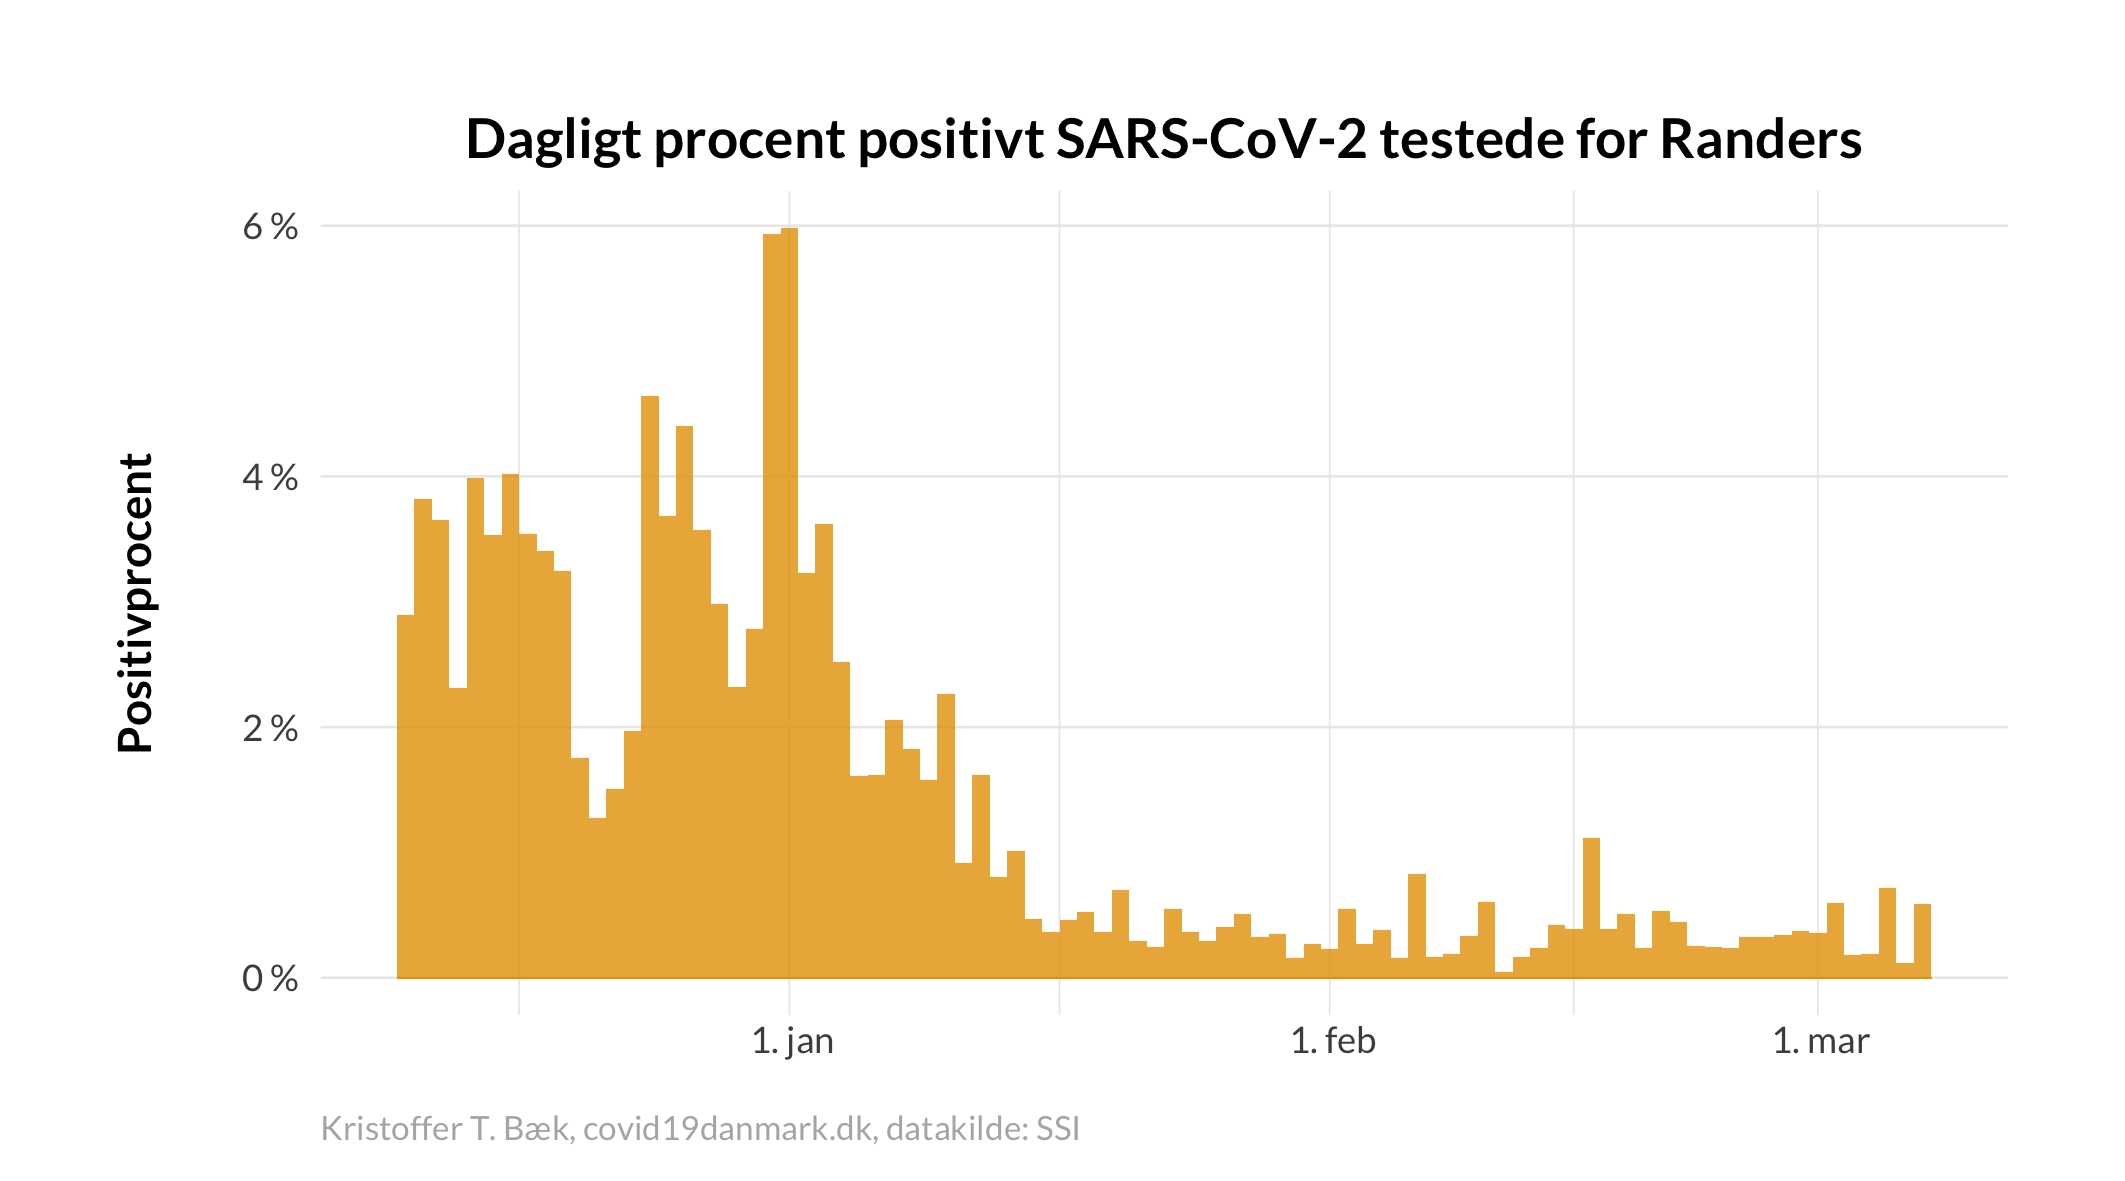 Dagligt procent positivt SARS-CoV-2 testede for Randers
Positivprocent
6 %
4 %
2 %
0 %
1. jan
1. feb
1. mar
Kristoffer T. Bæk, covid19danmark.dk, datakilde: SSI